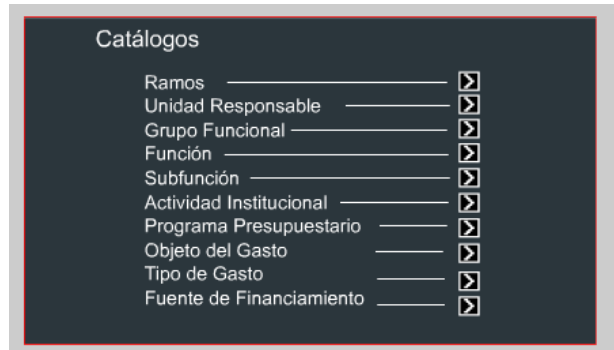 Catálogos
Ramos
Unidad Responsable
Grupo Funcional
Función
Subfunción
Actividad Institucional
Programa Presupuestario
Objeto del Gasto
Tipo de Gasto
Fuente de Financiamiento